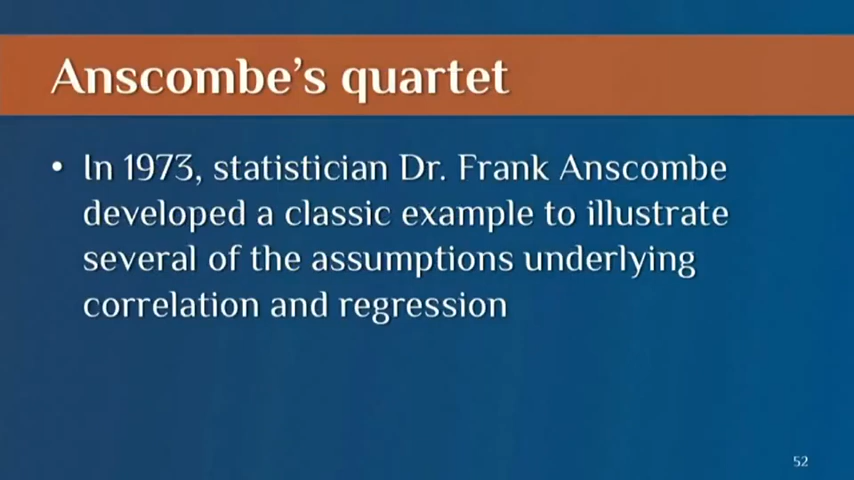 Anscombe’s quartet
• In 1973, statistician Dr. Frank Anscombe
developed a classic example to illustrate
several of the assumptions underlying
correlation and regression
52